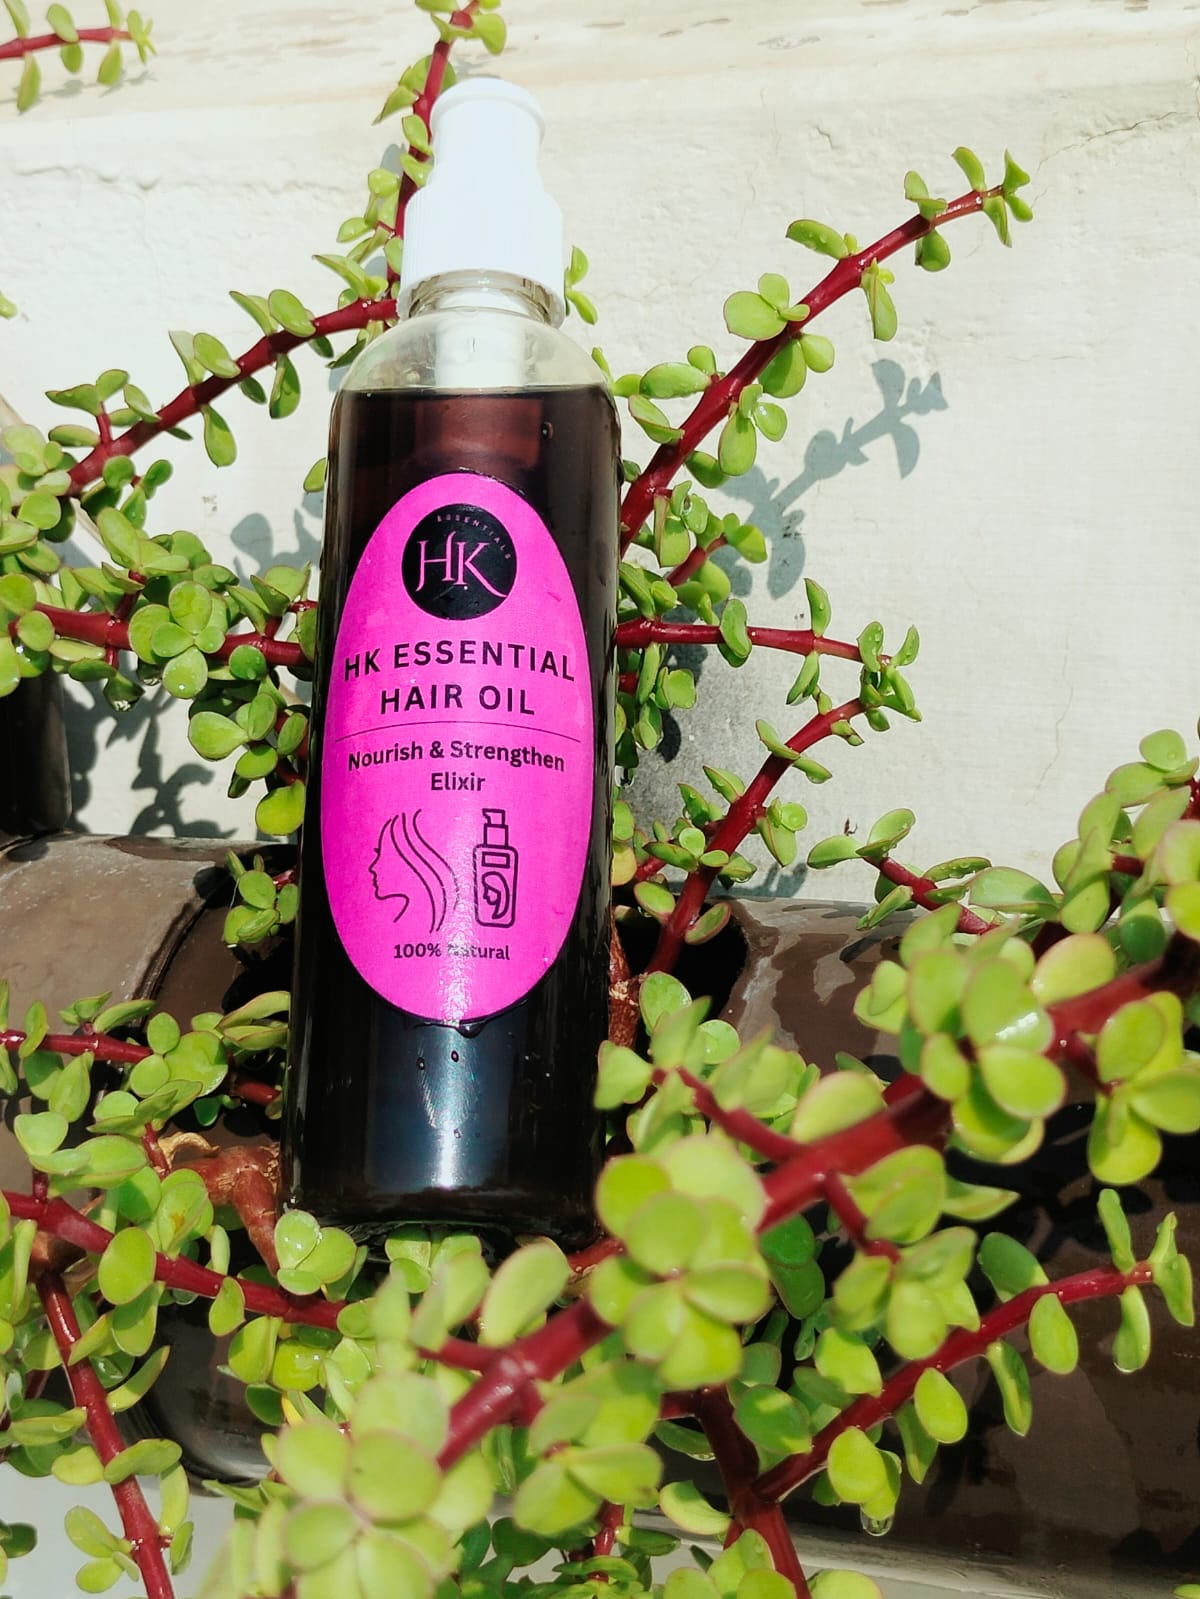 ESSENTIALS
HK
HK ESSENTIAL
HAIR OIL
Nourish & Strengthen
Elixir
100% Natural